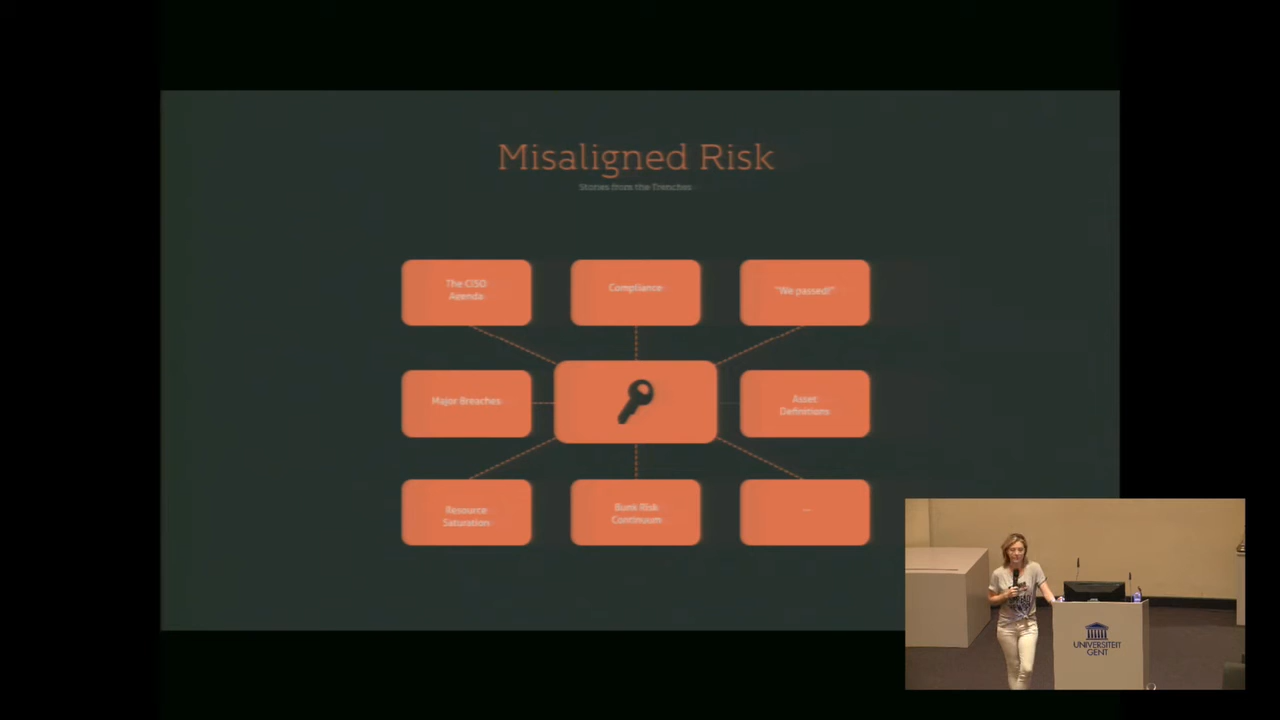 Misaligned Risk
Stories from the Trenches
The CISO
Agenda
Compliance
"We passed!"
Major Breaches
Asset
Definitions
Resource
Saturation
Bunk Risk
Continuum
...
UNIVERSITEIT
GENT